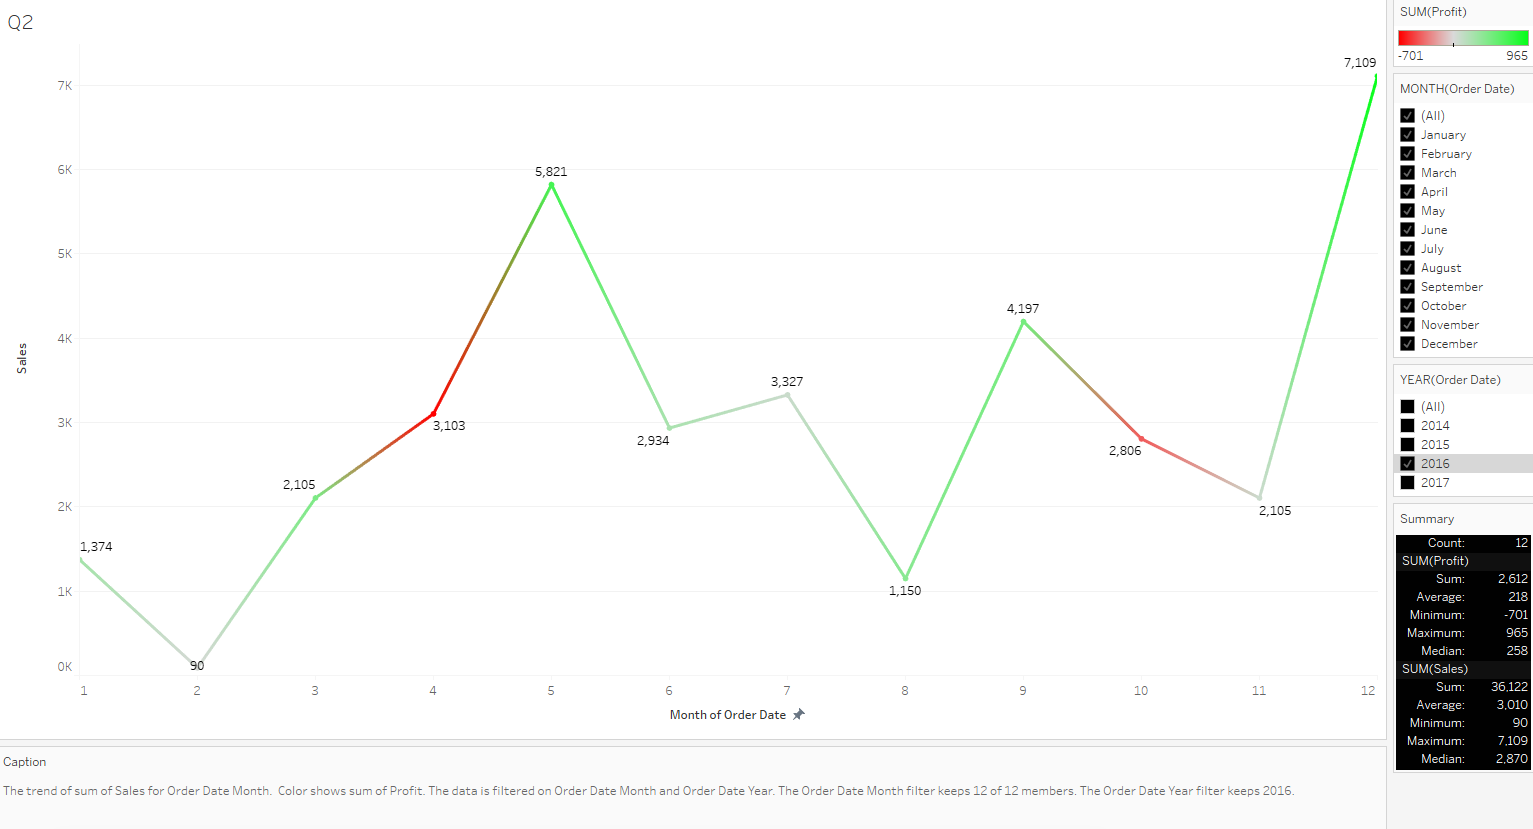 Q2
7K
6K
5K
4K
3K
2K
1K
0K
Sales
1,374
90
2,105
3,103
5,821
2,934
3,327
1,150
4,197
2,806
2,105
7,109
1 2 3 4 5 6 7 8 9 10 11 12
Month of Order Date
Caption
The trend of sum of Sales for Order Date Month. Color shows sum of Profit. The data is filtered on Order Date Month and Order Date Year. The Order Date Month filter keeps 12 of 12 members. The Order Date Year filter keeps 2016.
SUM(Profit)
-701 965
MONTH(Order Date)
(All)
January
February
March
April
May
June
July
August
September
October
November
December
YEAR(Order Date)
(All)
2014
2015
2016
2017
Summary
Count: 12
SUM(Profit)
Sum: 2,612
Average: 218
Minimum: -701
Maximum: 965
Median: 258
SUM(Sales)
Sum: 36,122
Average: 3,010
Minimum: 90
Maximum: 7,109
Median: 2,870